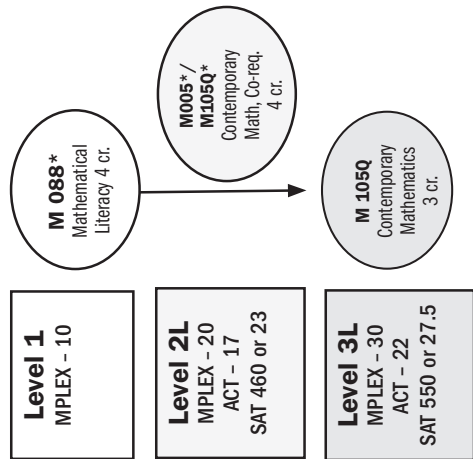 Level 1
MPLEX – 10
M 088*
Mathematical
Literacy 4 cr.
Level 2L
MPLEX – 20
ACT – 17
SAT 460 or 23
M005*/
M105Q*
Contemporary
Math, Co-req.
4 cr.
Level 3L
MPLEX – 30
ACT – 22
SAT 550 or 27.5
M 105Q
Contemporary
Mathematics
3 cr.